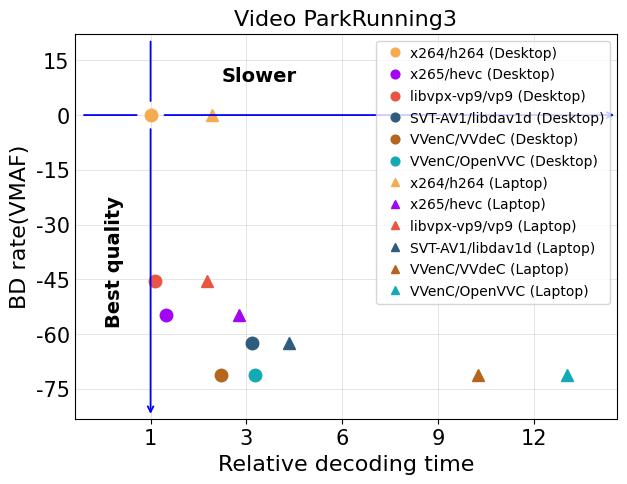 Video ParkRunning3
15
0
-15
-30
-45
-60
-75
BD rate(VMAF)
Slower
Best quality
x264/h264 (Desktop)
x265/hevc (Desktop)
libvpx-vp9/vp9 (Desktop)
SVT-AV1/libdav1d (Desktop)
VVenC/VVdeC (Desktop)
VVenC/OpenVVC (Desktop)
x264/h264 (Laptop)
x265/hevc (Laptop)
libvpx-vp9/vp9 (Laptop)
SVT-AV1/libdav1d (Laptop)
VVenC/VVdeC (Laptop)
VVenC/OpenVVC (Laptop)
1 3 6 9 12
Relative decoding time